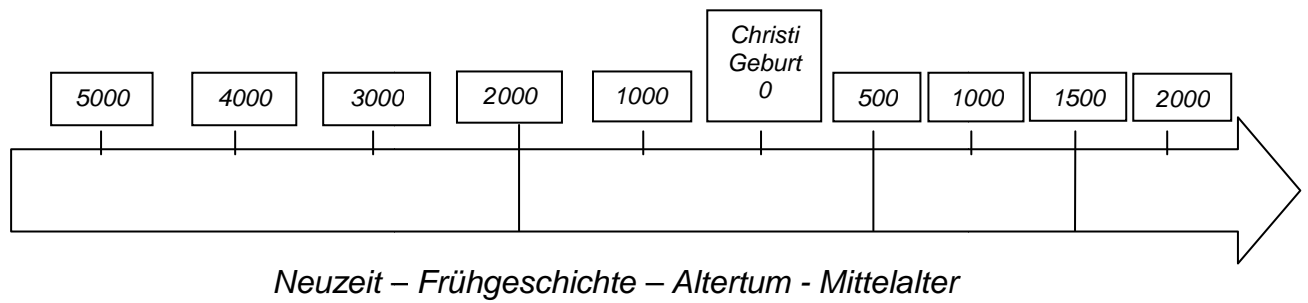 Christi
Geburt
0
5000 4000 3000 2000 1000 500 1000 1500 2000
Neuzeit – Frühgeschichte – Altertum - Mittelalter